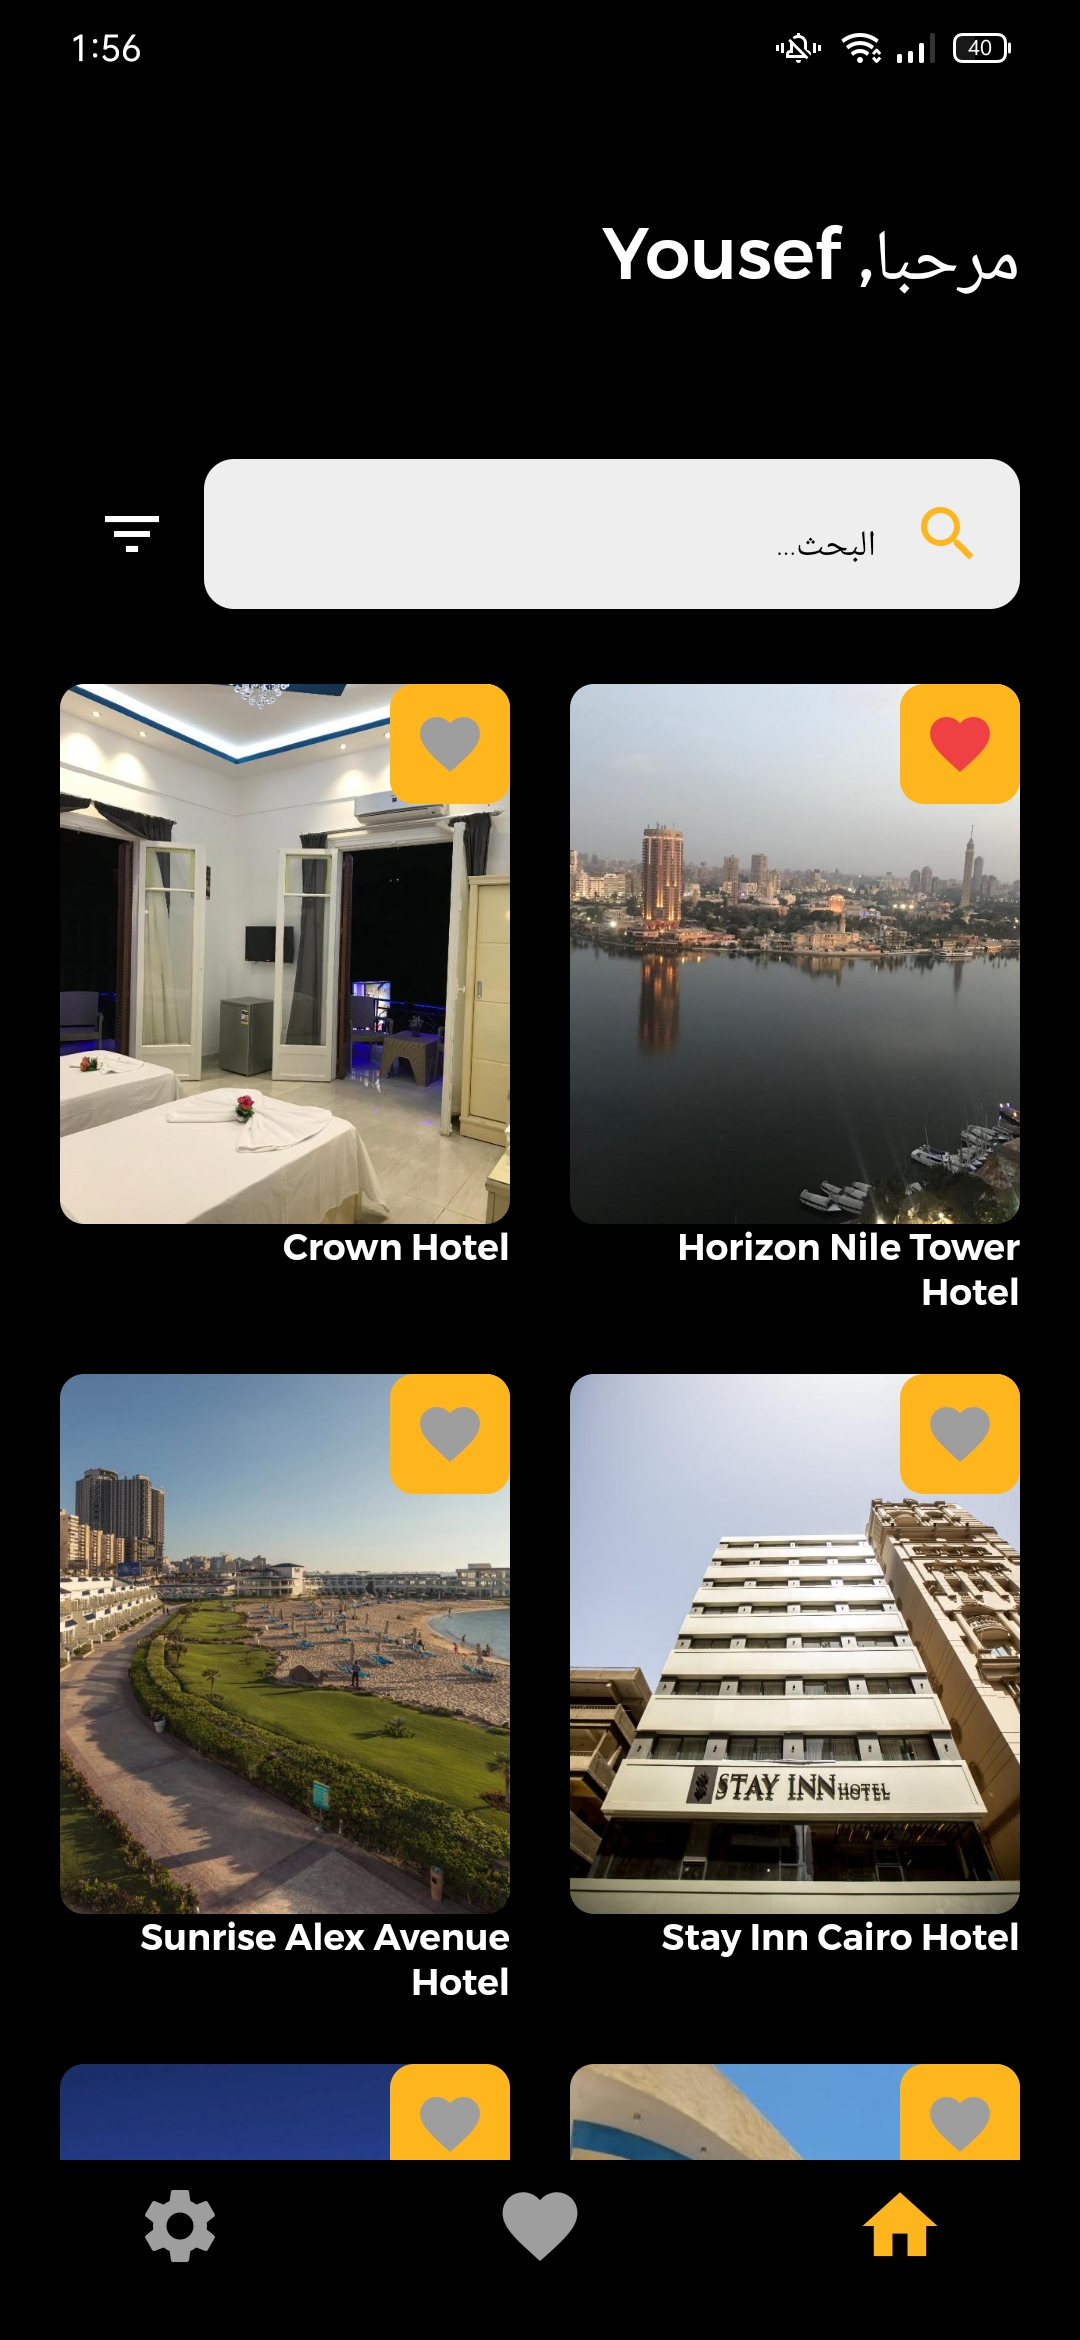 1:56
40
مرحبا, Yousef
البحث...
Horizon Nile Tower
Hotel
Crown Hotel
STAY INN HOTEL
Stay Inn Cairo Hotel
Sunrise Alex Avenue
Hotel